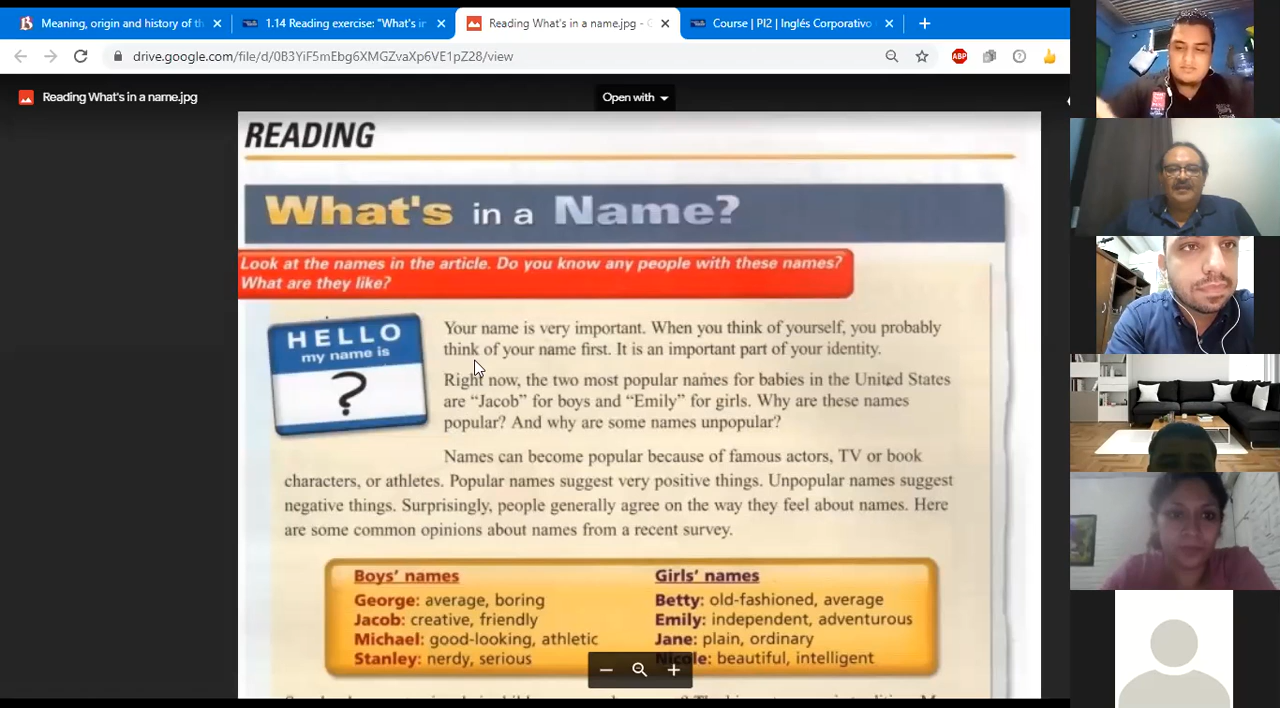 Meaning, origin and history of th
1.14 Reading exercise: "What's in
Reading What's in a name.jpg - G
Course | PI2 | Inglés Corporativo
drive.google.com/file/d/0B3YiF5mEbg6XMGZvaXp6VE1pZ28/view
ABP
Reading What's in a name.jpg
Open with
READING
What's in a Name?
Look at the names in the article. Do you know any people with these names?
What are they like?
HELLO
my name is
?
Your name is very important. When you think of yourself, you probably
think of your name first. It is an important part of your identity.
Right now, the two most popular names for babies in the United States
are “Jacob” for boys and “Emily” for girls. Why are these names
popular? And why are some names unpopular?
Names can become popular because of famous actors, TV or book
characters, or athletes. Popular names suggest very positive things. Unpopular names suggest
negative things. Surprisingly, people generally agree on the way they feel about names. Here
are some common opinions about names from a recent survey.
Boys' names
George: average, boring
Jacob: creative, friendly
Michael: good-looking, athletic
Stanley: nerdy, serious
Girls' names
Betty: old-fashioned, average
Emily: independent, adventurous
Jane: plain, ordinary
Nicole: beautiful, intelligent